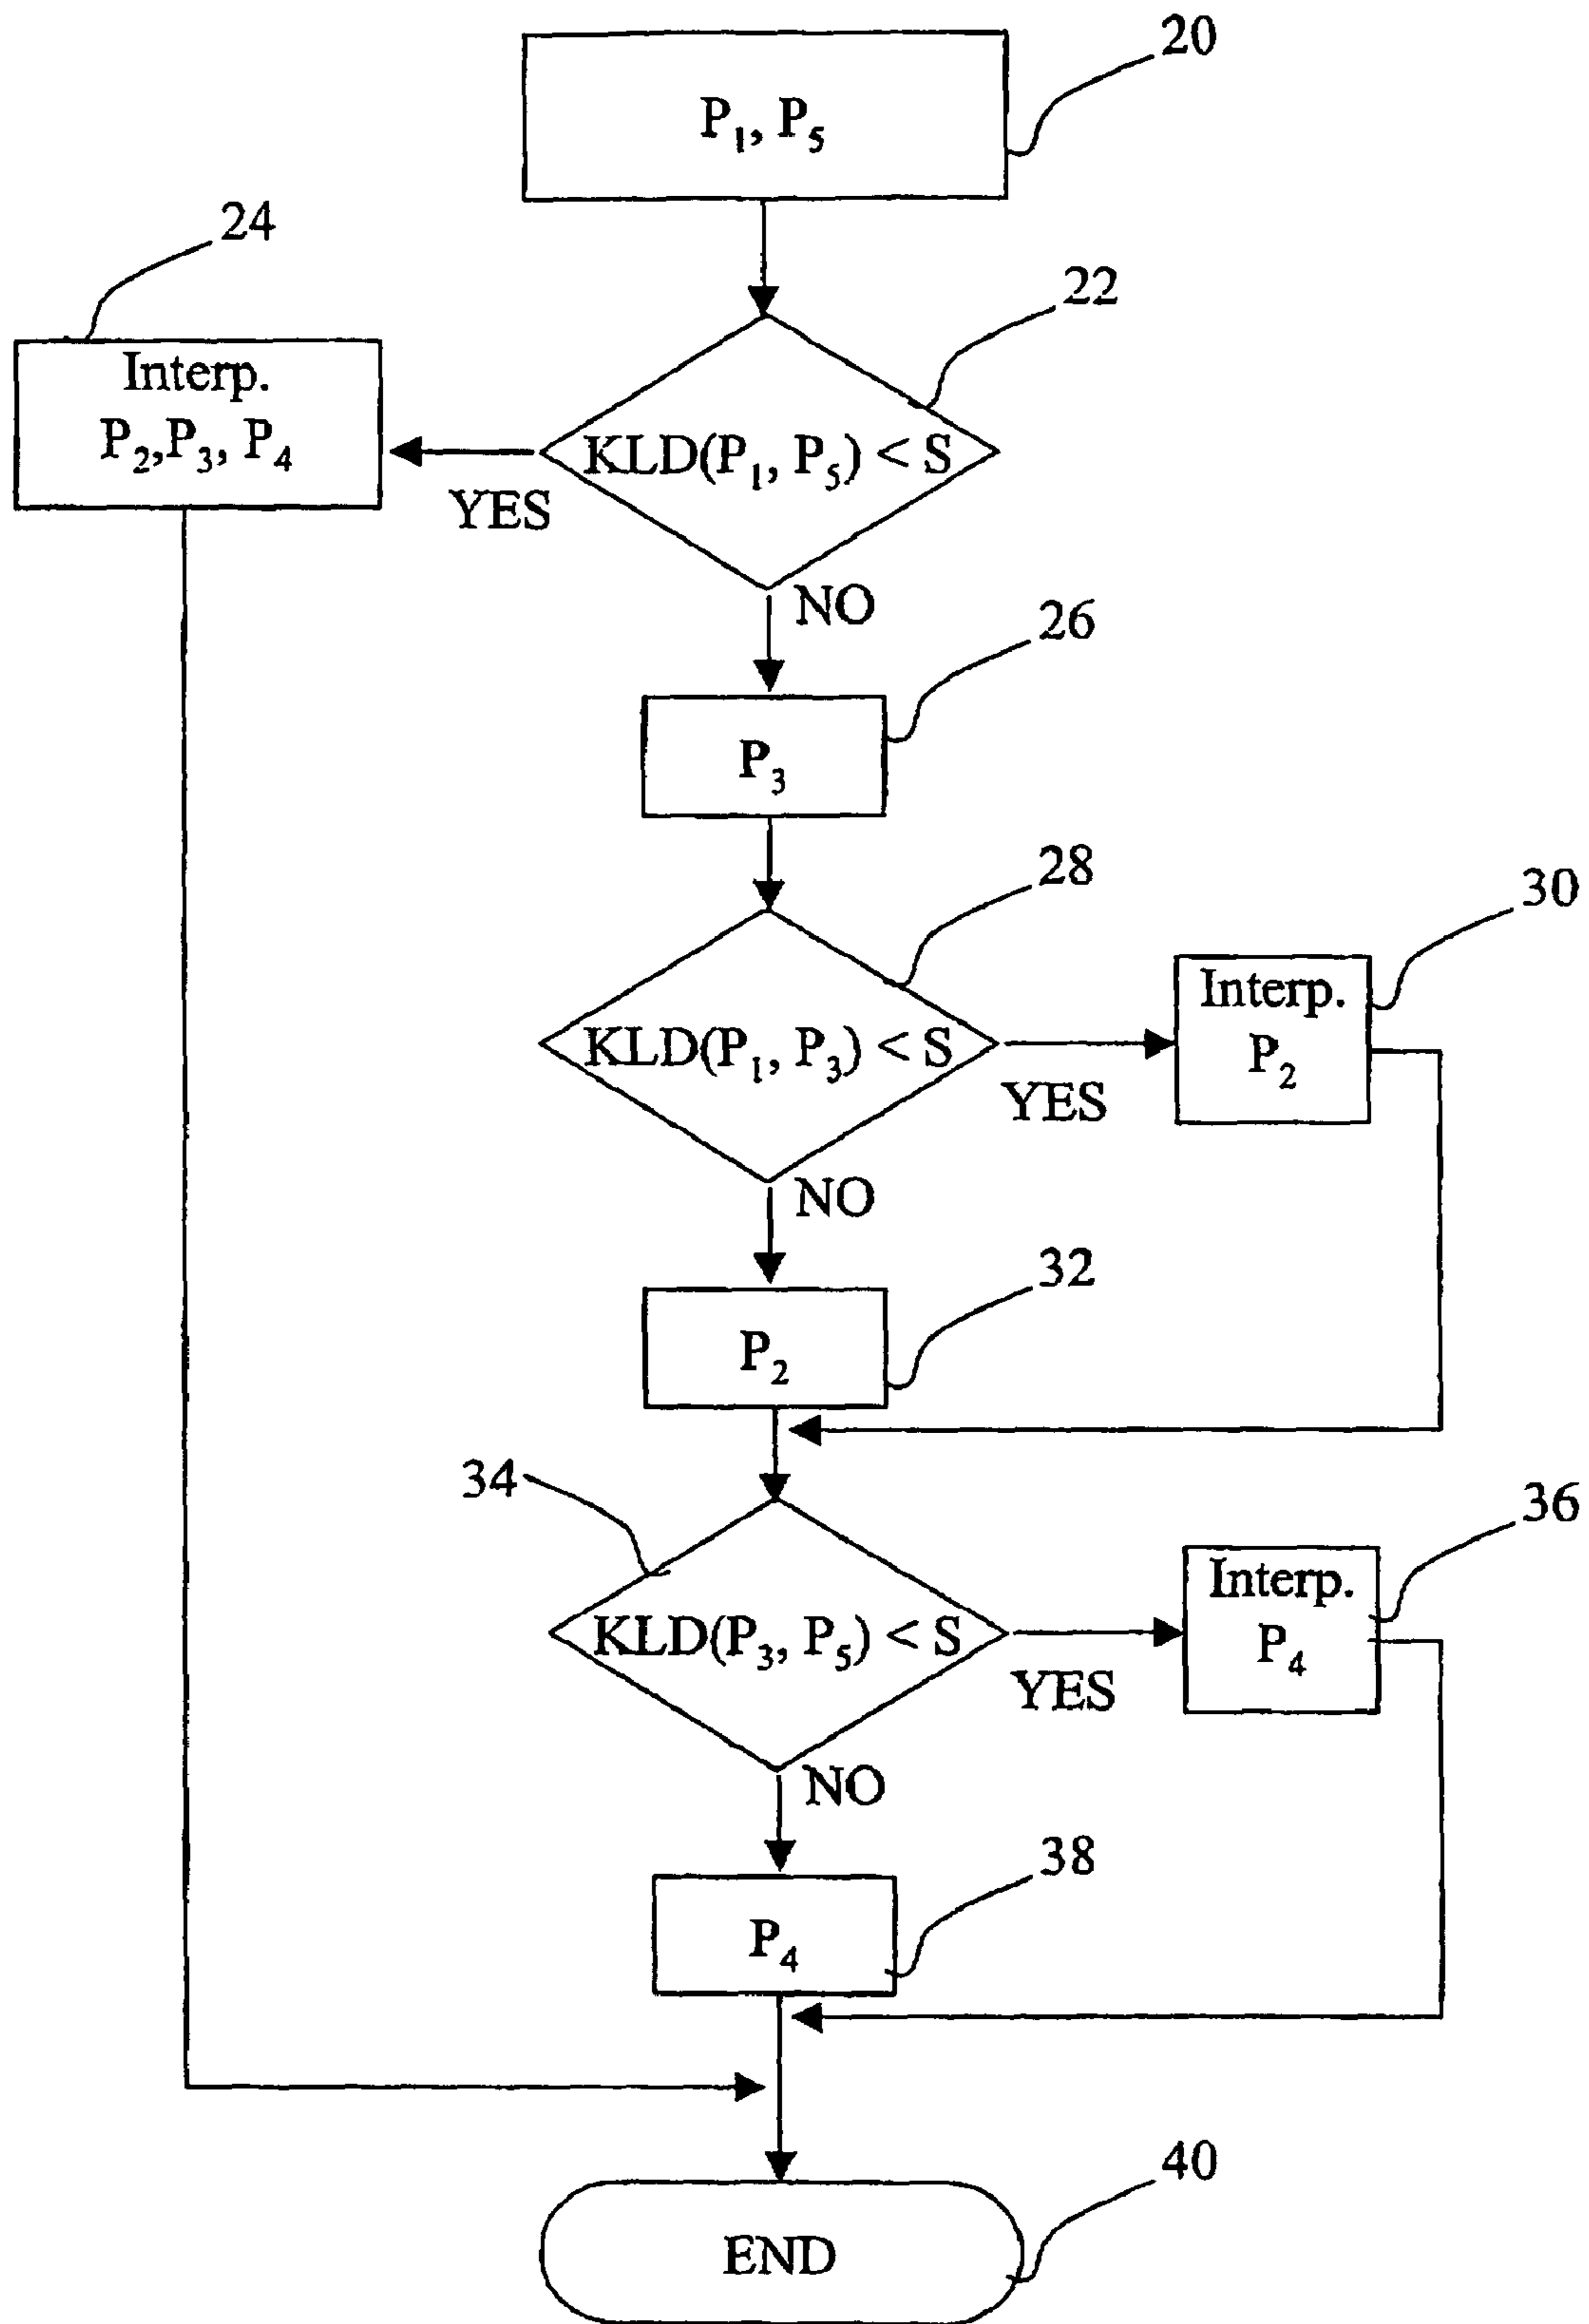 20
P₁, P₅
24
22
Interp.
P₂,P₃, P₄
KLD(P₁, P₅) < S
YES
NO
26
P₃
28
30
KLD(P₁, P₃) < S
Interp.
P₂
YES
NO
32
P₂
34
36
KLD(P₃, P₅) < S
Interp.
P₄
YES
NO
38
P₄
40
END